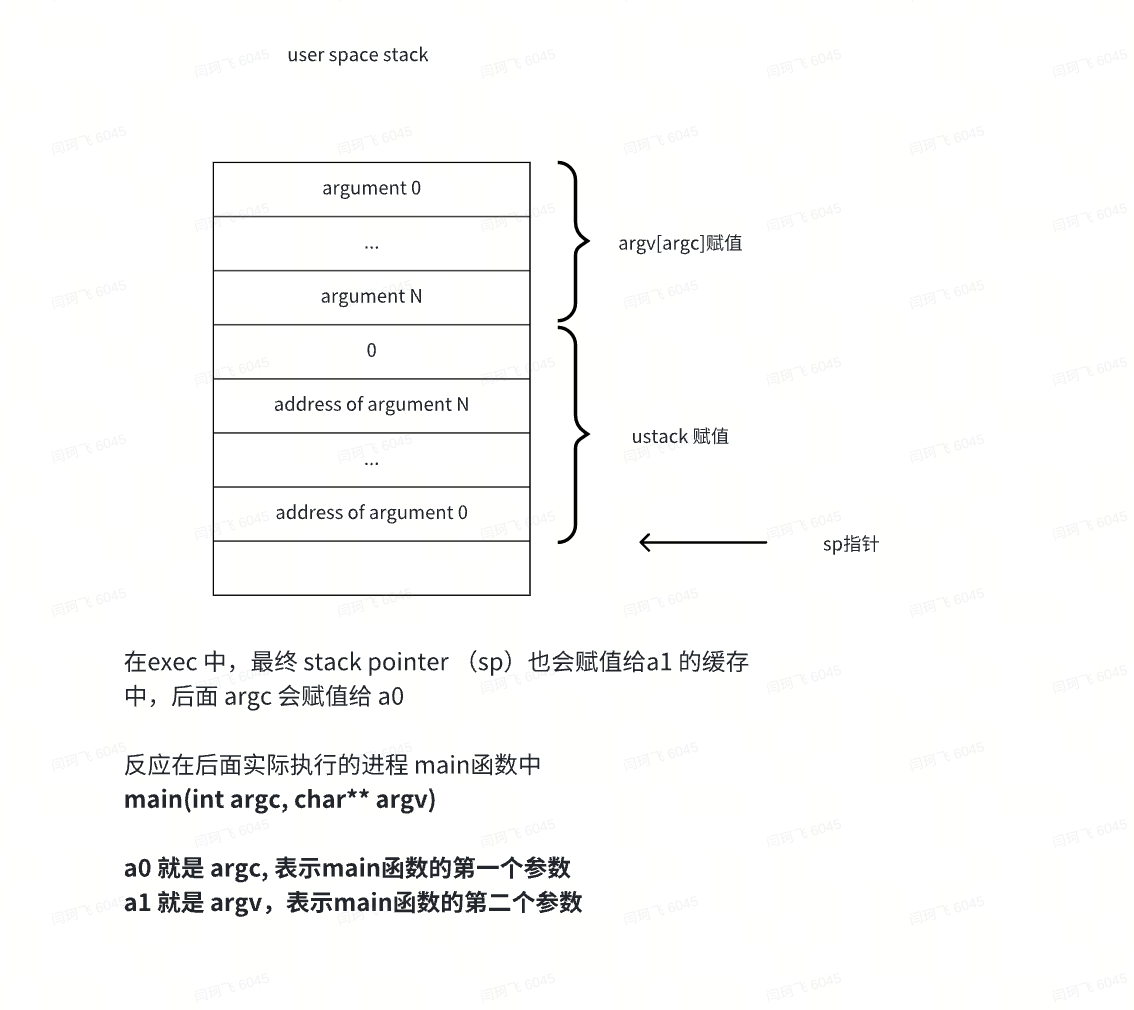 user space stack
argument 0
...
argument N
argv[argc]赋值
0
address of argument N
...
address of argument 0
ustack 赋值
sp指针
在exec 中，最终 stack pointer （sp）也会赋值给a1 的缓存
中，后面 argc 会赋值给 a0
反应在后面实际执行的进程 main函数中
main(int argc, char** argv)
a0 就是 argc, 表示main函数的第一个参数
a1 就是 argv，表示main函数的第二个参数
闫珂飞 6045